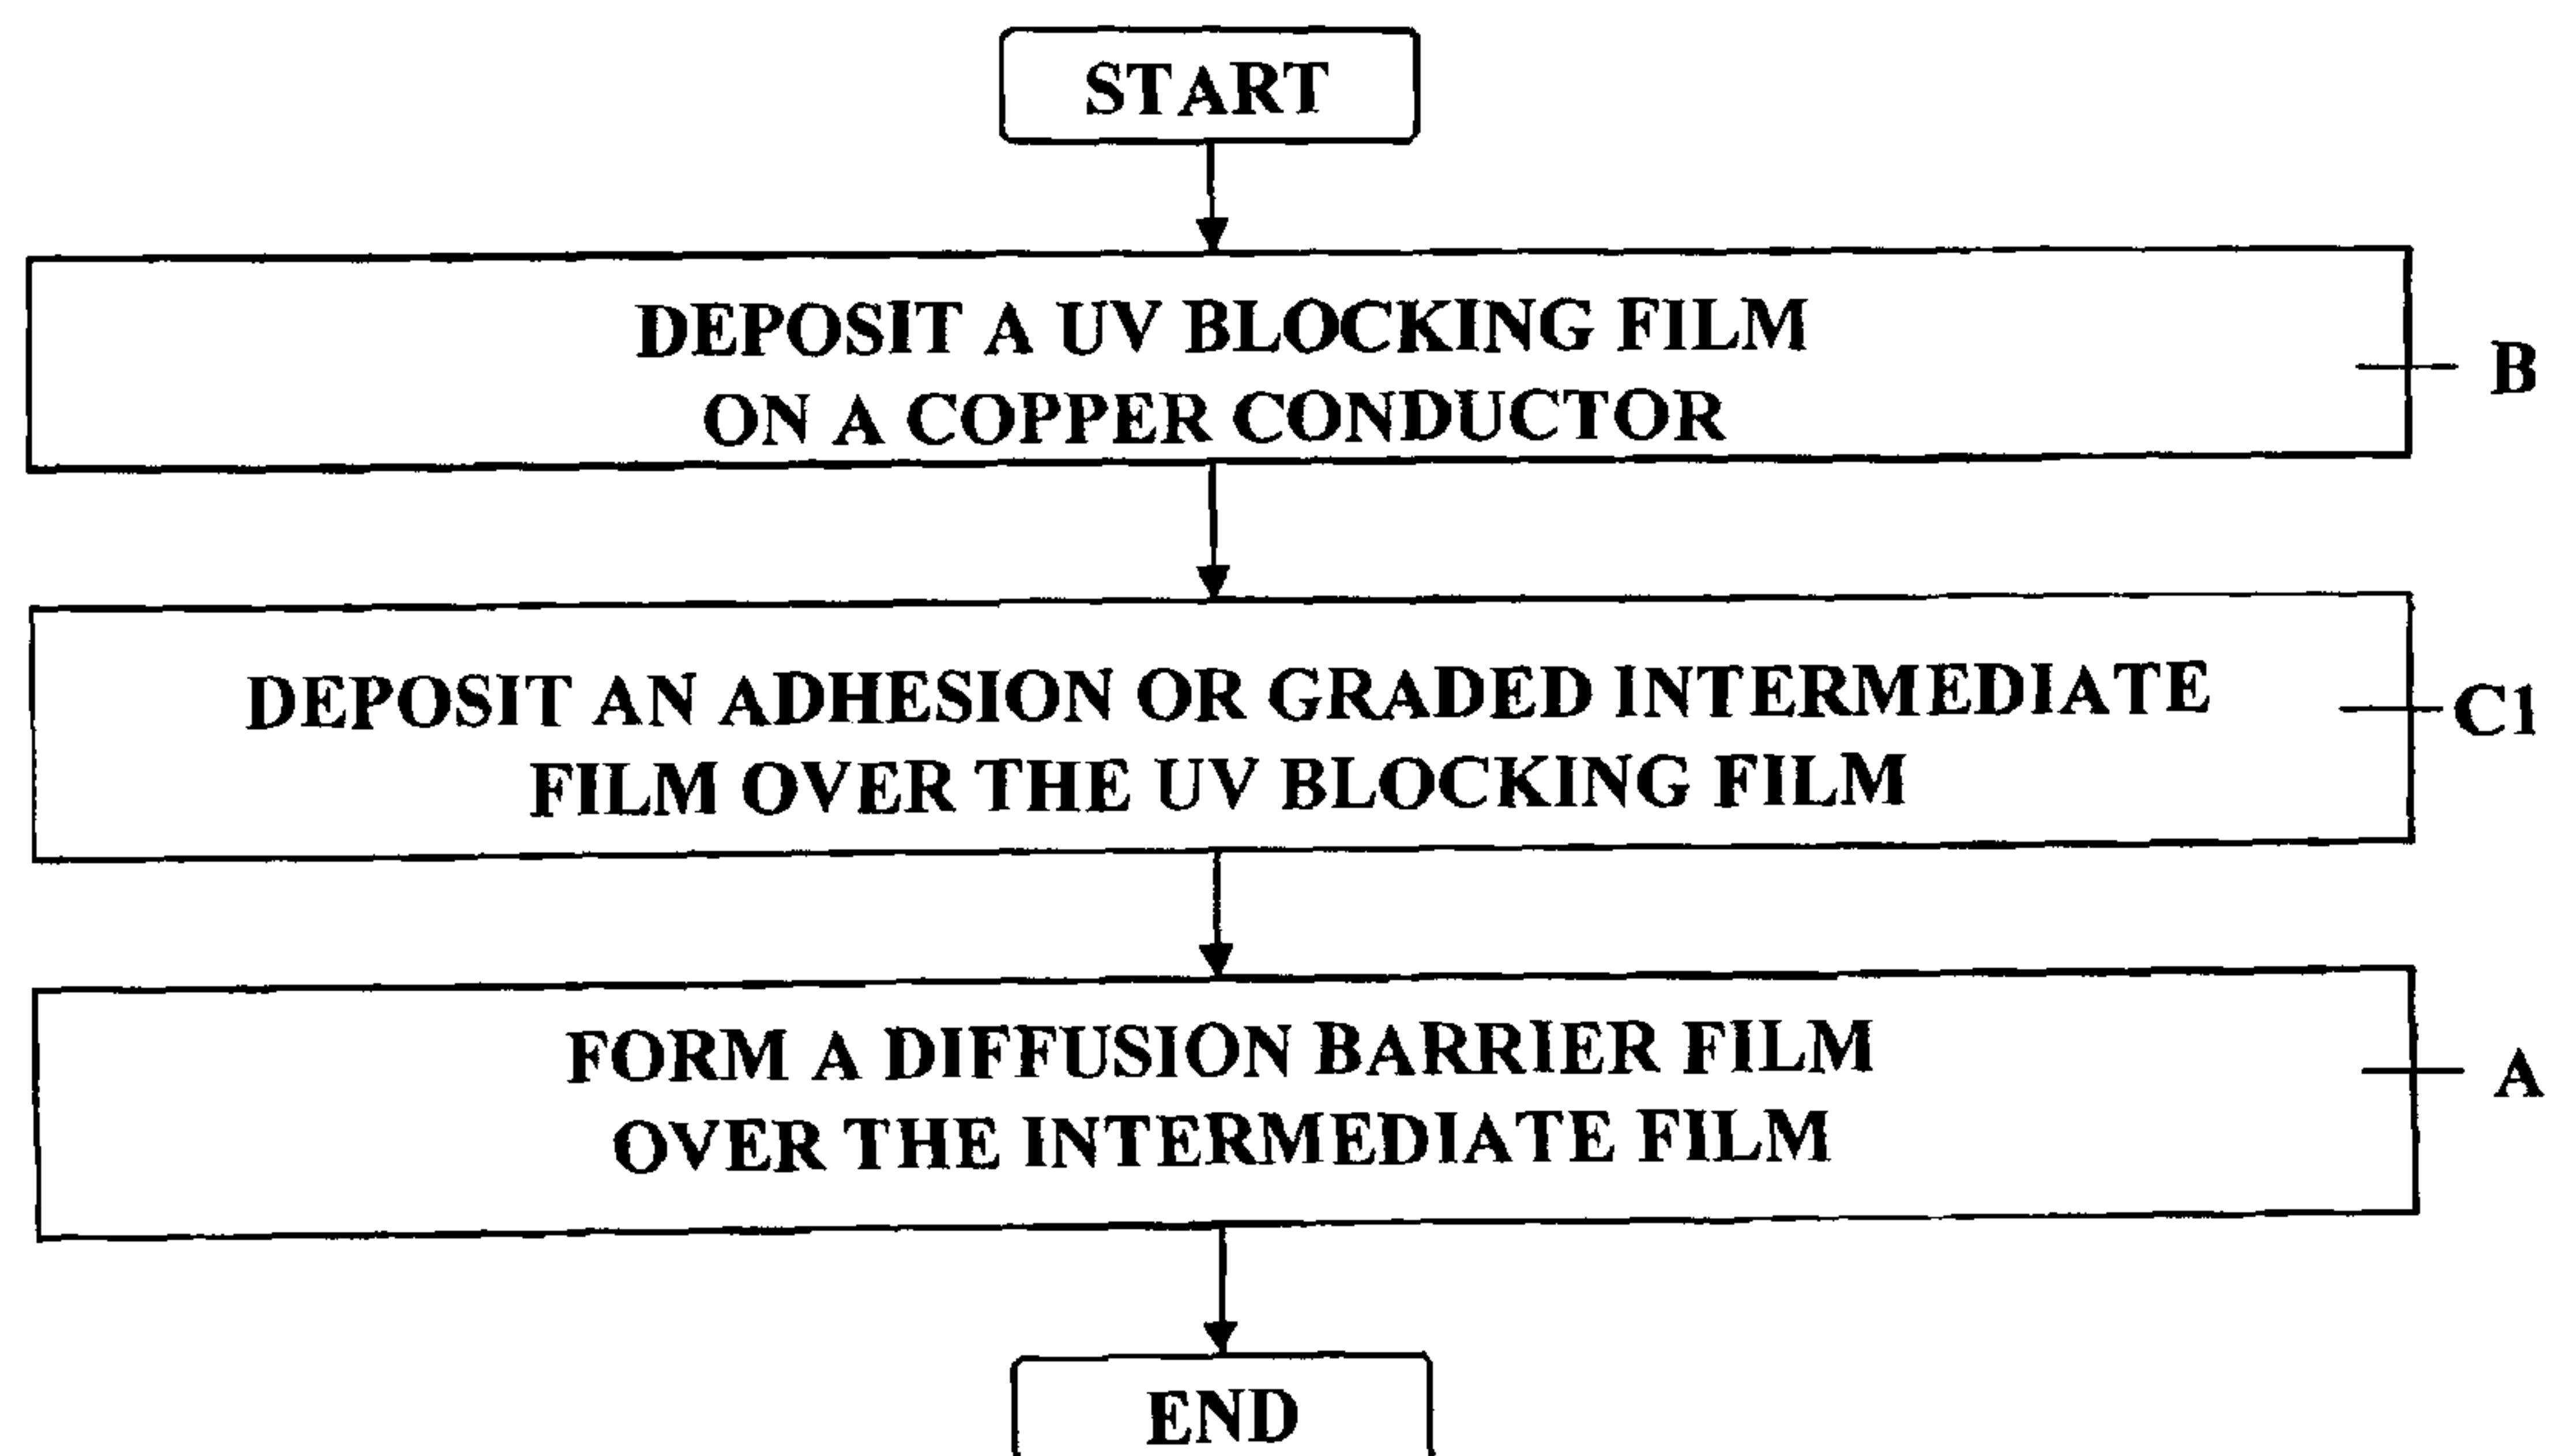 START
DEPOSIT A UV BLOCKING FILM
ON A COPPER CONDUCTOR
B
DEPOSIT AN ADHESION OR GRADED INTERMEDIATE
FILM OVER THE UV BLOCKING FILM
C1
FORM A DIFFUSION BARRIER FILM
OVER THE INTERMEDIATE FILM
A
END